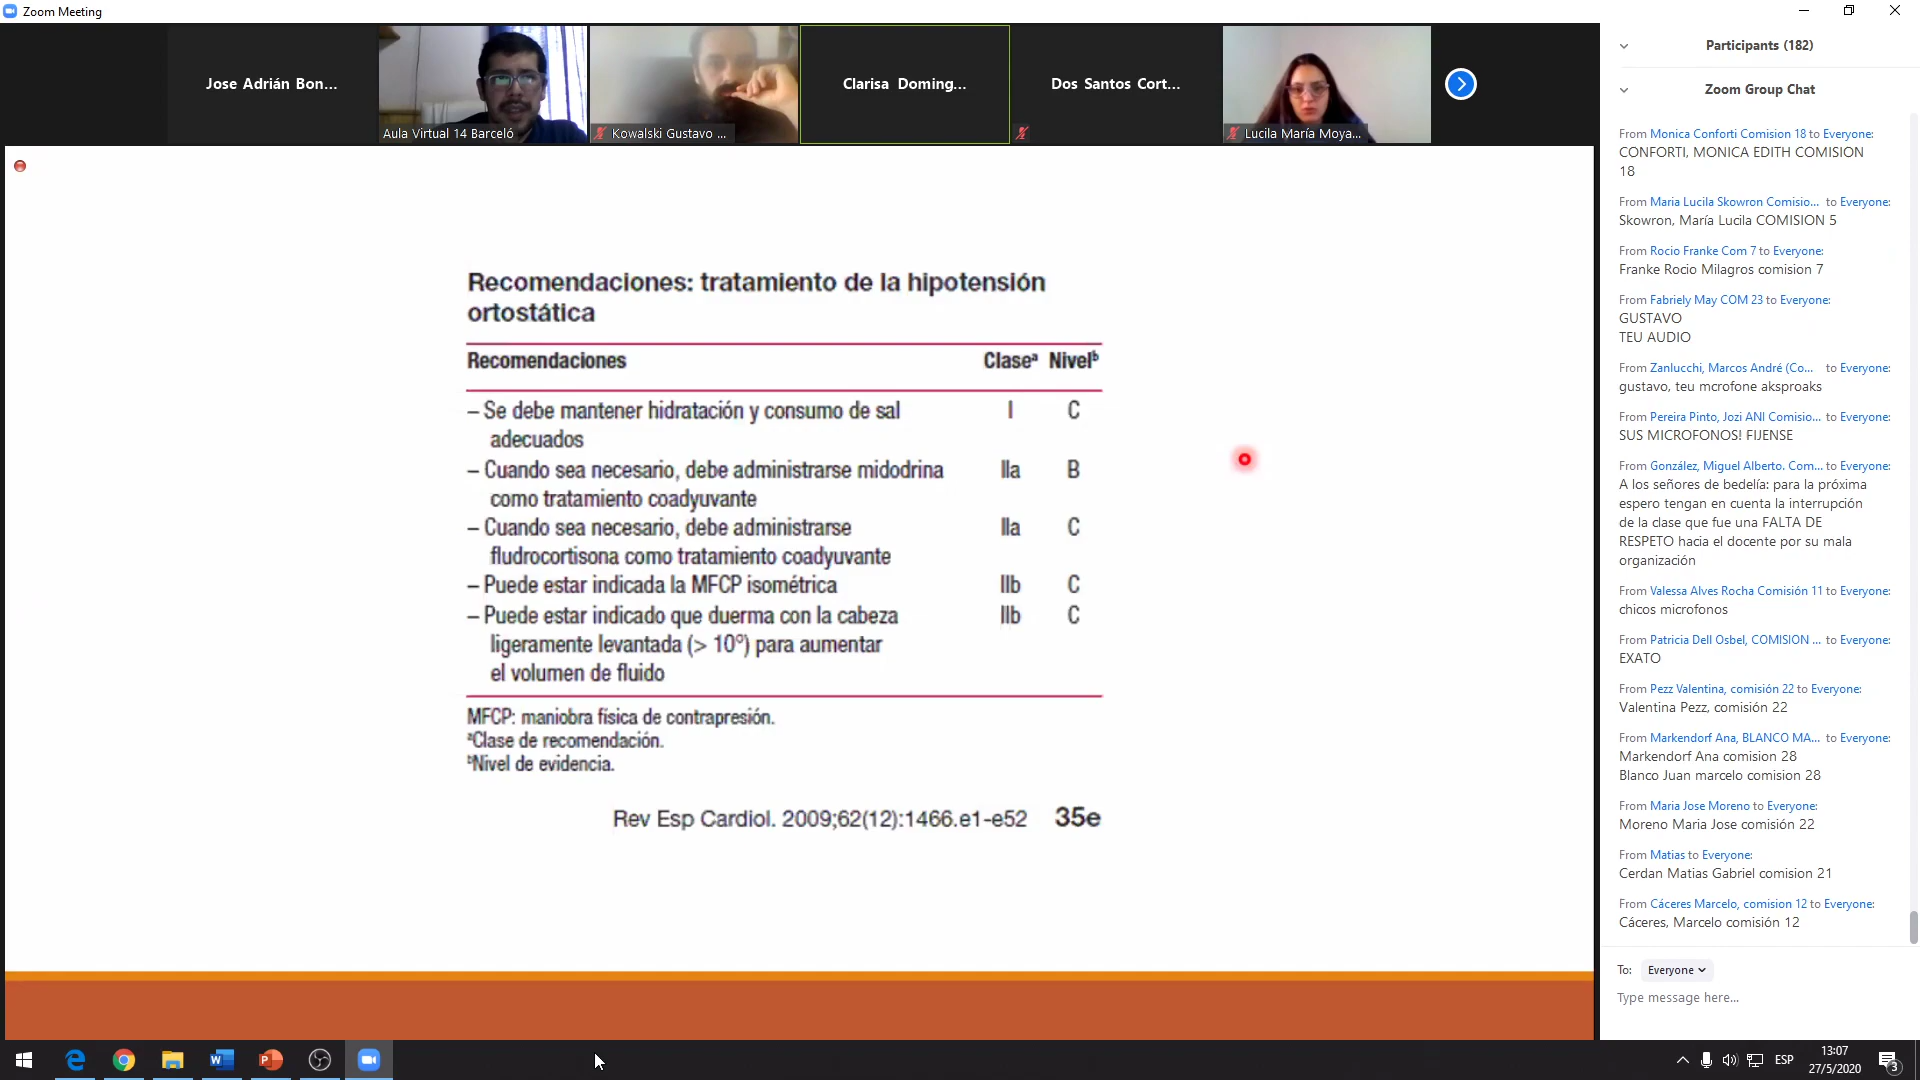 Zoom Meeting
Jose Adrián Bon...
Aula Virtual 14 Barceló
Kowalski Gustavo ...
Clarisa Doming...
Dos Santos Cort...
Lucila María Moya...
Recomendaciones: tratamiento de la hipotensión
ortostática
Recomendaciones Claseª Nivelᵇ
– Se debe mantener hidratación y consumo de sal I C
adecuados
– Cuando sea necesario, debe administrarse midodrina IIa B
como tratamiento coadyuvante
– Cuando sea necesario, debe administrarse IIa C
fludrocortisona como tratamiento coadyuvante
– Puede estar indicada la MFCP isométrica IIb C
– Puede estar indicado que duerma con la cabeza IIb C
ligeramente levantada (> 10º) para aumentar
el volumen de fluido
MFCP: maniobra física de contrapresión.
ªClase de recomendación.
ᵇNivel de evidencia.
Rev Esp Cardiol. 2009;62(12):1466.e1-e52 35e
Participants (182)
Zoom Group Chat
From Monica Conforti Comision 18 to Everyone:
CONFORTI, MONICA EDITH COMISION
18
From Maria Lucila Skowron Comisio... to Everyone:
Skowron, María Lucila COMISION 5
From Rocio Franke Com 7 to Everyone:
Franke Rocio Milagros comision 7
From Fabriely May COM 23 to Everyone:
GUSTAVO
TEU AUDIO
From Zanlucchi, Marcos André (Co... to Everyone:
gustavo, teu mcrofone aksproaks
From Pereira Pinto, Jozi ANI Comisio... to Everyone:
SUS MICROFONOS! FIJENSE
From González, Miguel Alberto. Com... to Everyone:
A los señores de bedelía: para la próxima
espero tengan en cuenta la interrupción
de la clase que fue una FALTA DE
RESPETO hacia el docente por su mala
organización
From Valessa Alves Rocha Comisión 11 to Everyone:
chicos microfonos
From Patricia Dell Osbel, COMISION ... to Everyone:
EXATO
From Pezz Valentina, comisión 22 to Everyone:
Valentina Pezz, comisión 22
From Markendorf Ana, BLANCO MA... to Everyone:
Markendorf Ana comision 28
Blanco Juan marcelo comision 28
From Maria Jose Moreno to Everyone:
Moreno Maria Jose comisión 22
From Matias to Everyone:
Cerdan Matias Gabriel comision 21
From Cáceres Marcelo, comision 12 to Everyone:
Cáceres, Marcelo comisión 12
To: Everyone
Type message here...
ESP
13:07
27/5/2020
3